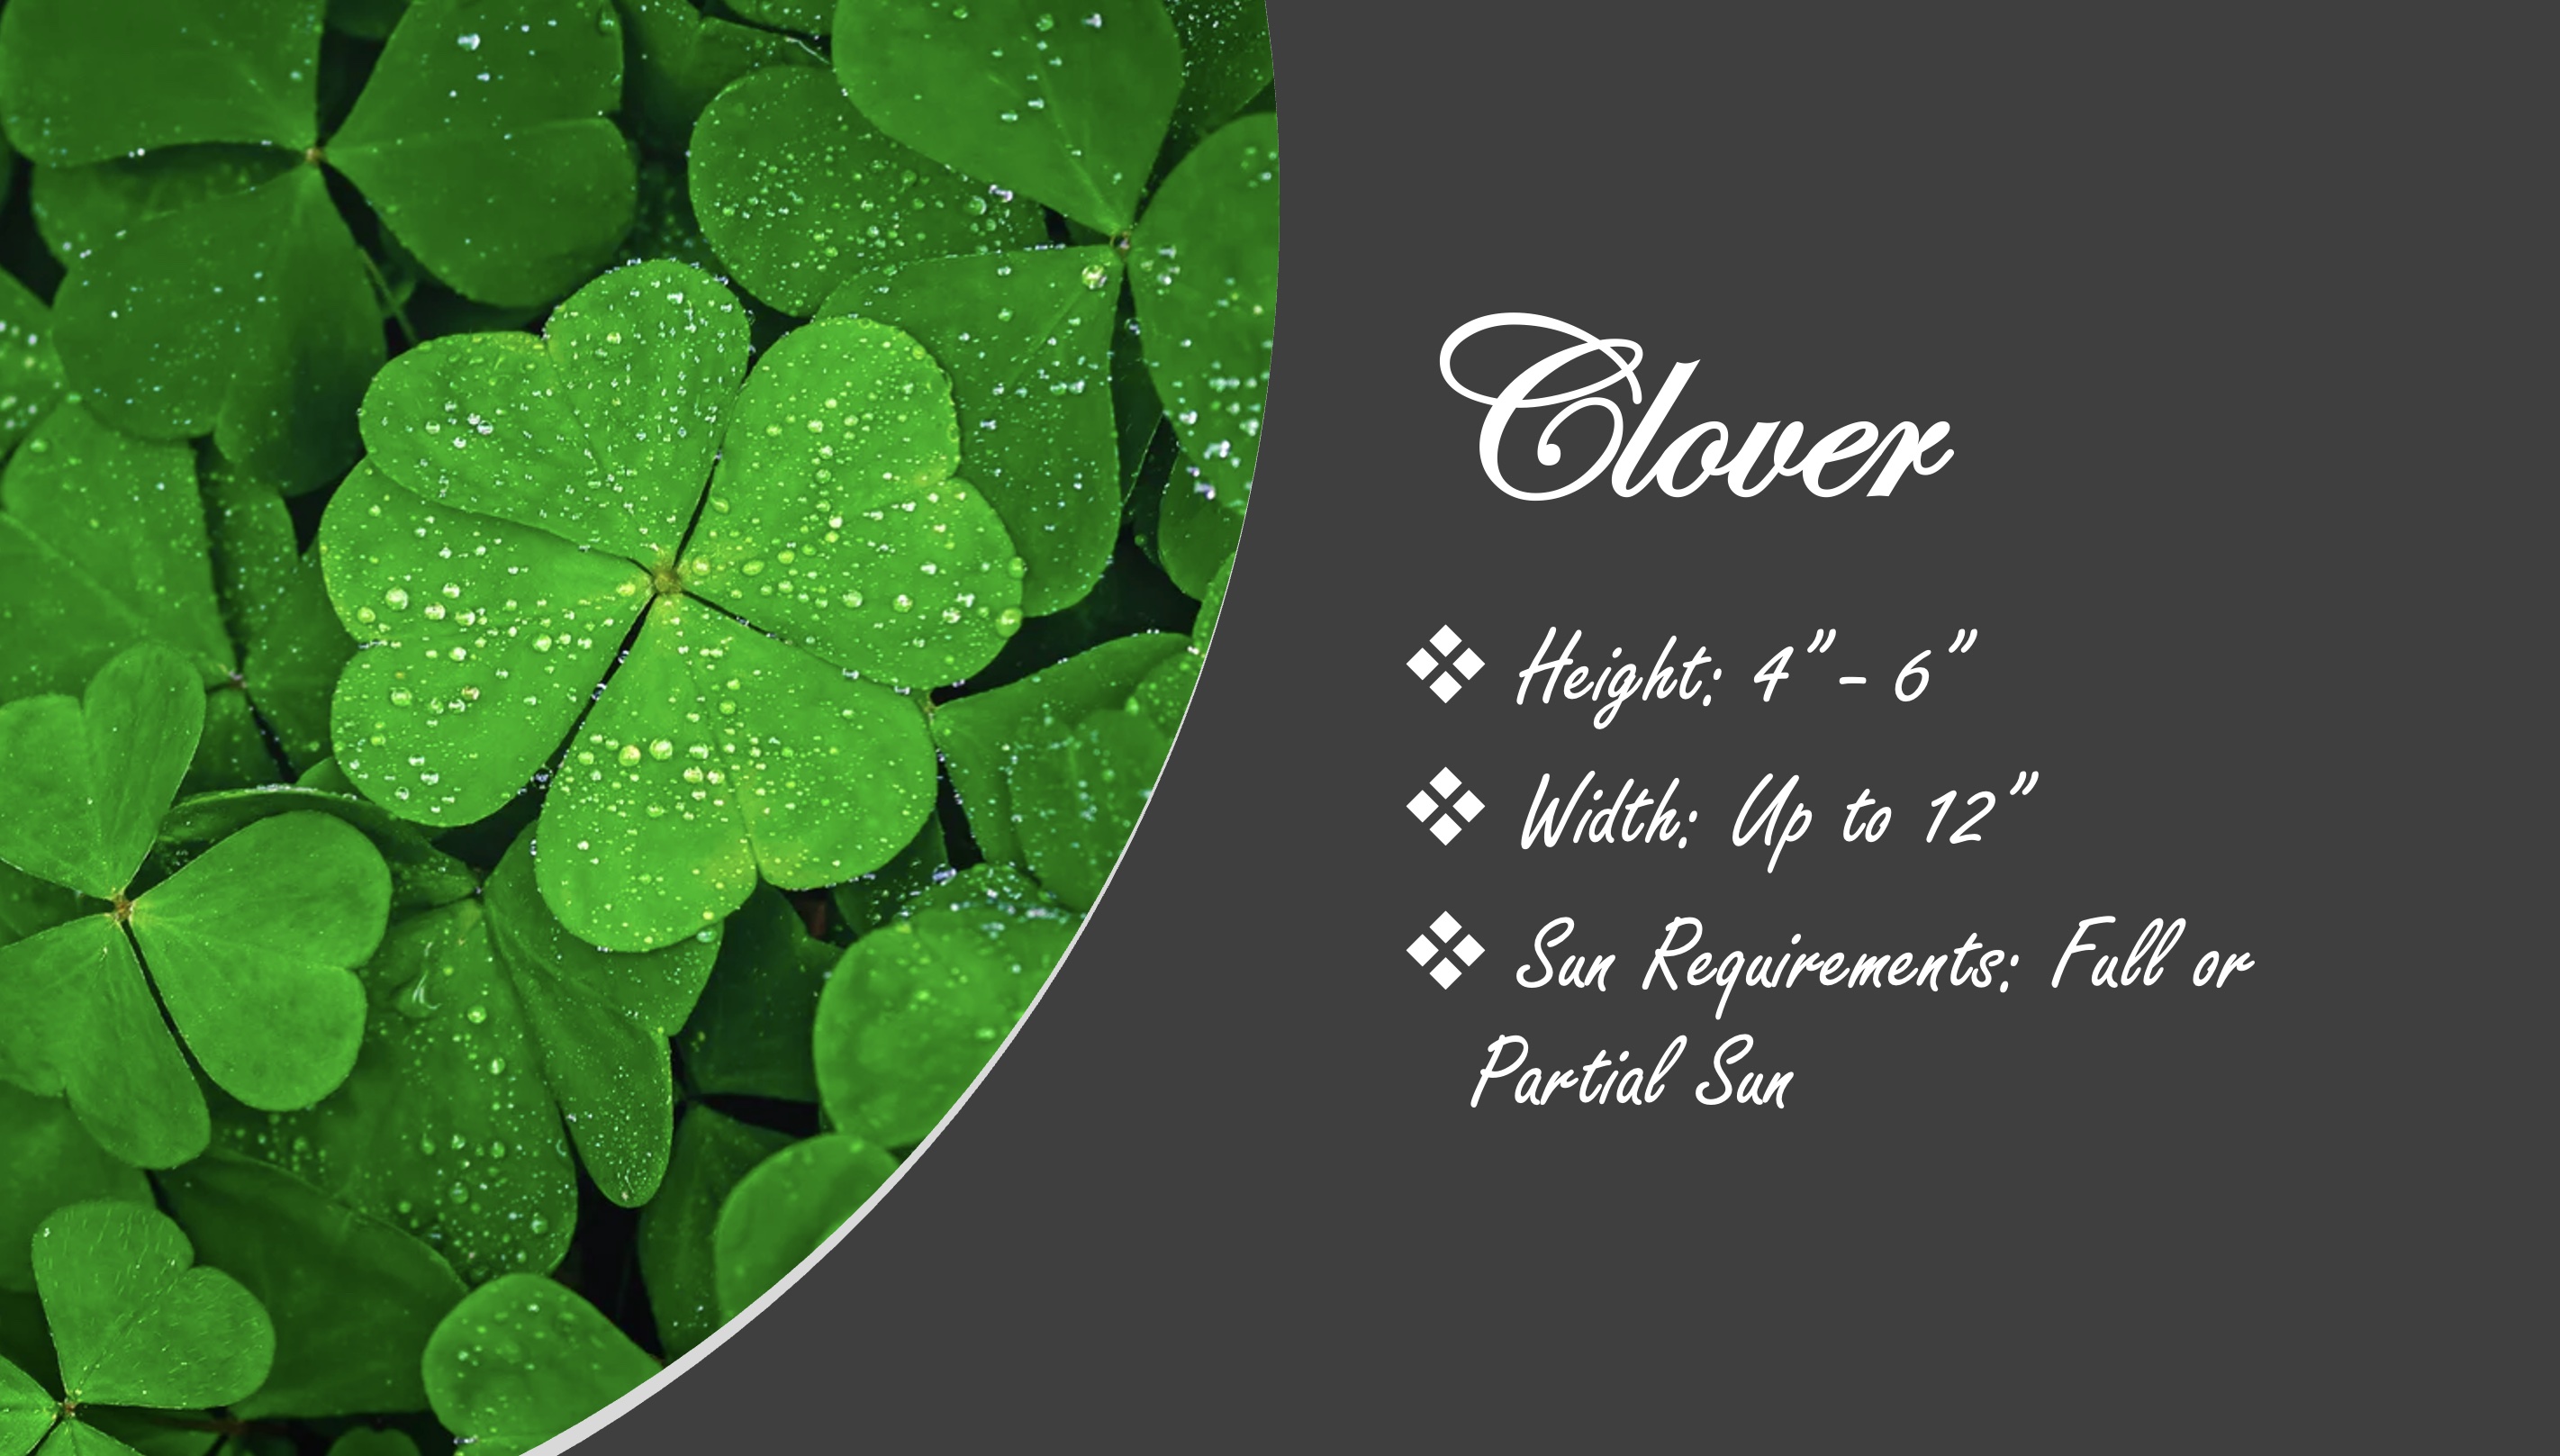 Clover
❖ Height: 4”- 6”
❖ Width: Up to 12”
❖ Sun Requirements: Full or
Partial Sun